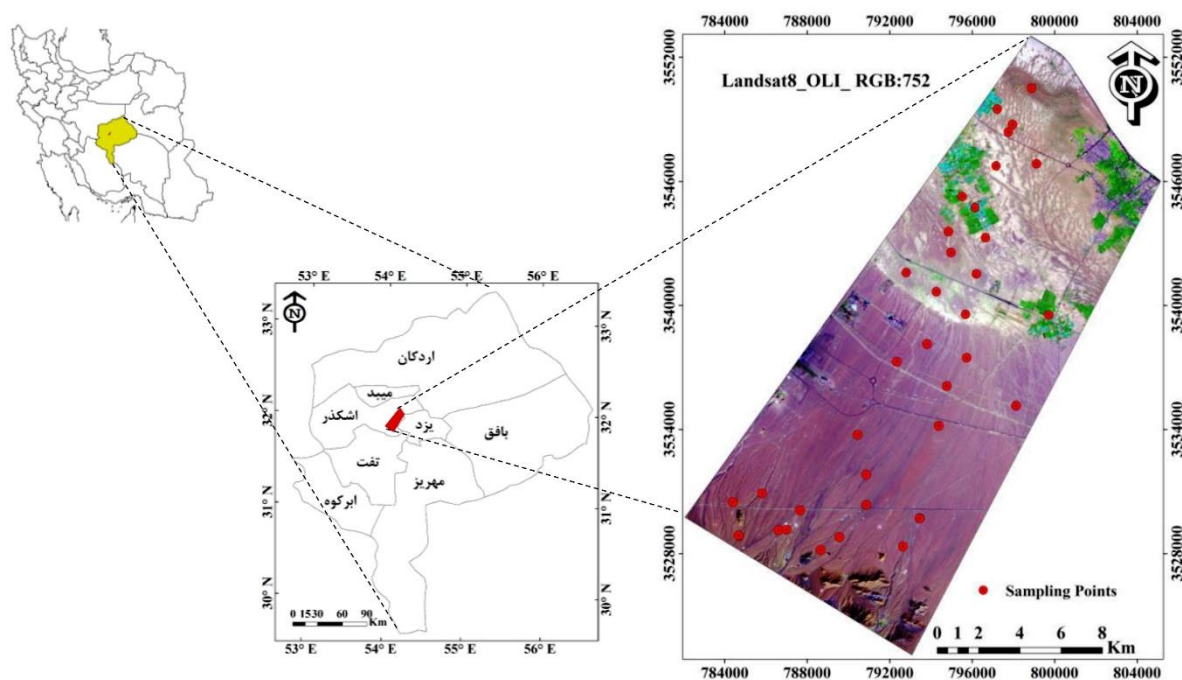 784000 788000 792000 796000 800000 804000
Landsat8_OLI_ RGB:752
N
3552000 3552000
3546000 3546000
3540000 3540000
3534000 3534000
3528000 3528000
Sampling Points
0 1 2 4 6 8
Km
784000 788000 792000 796000 800000 804000
53° E 54° E 55° E 56° E
N
33° N 33° N
32° N 32° N
31° N 31° N
30° N 30° N
اردکان
میبد
اشکذر
یزد
بافق
تفت
مهریز
ابرکوه
0 1530 60 90
Km
53° E 54° E 55° E 56° E